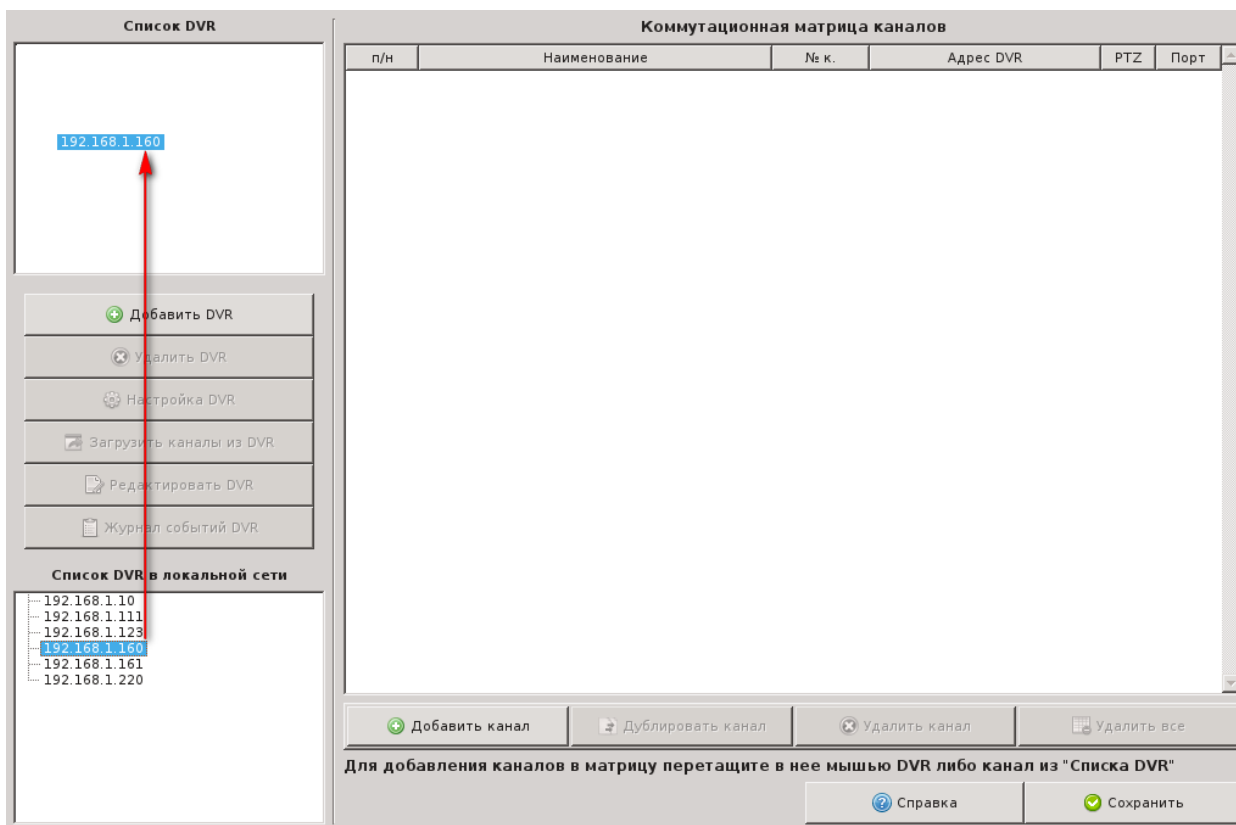 Список DVR
192.168.1.160
Добавить DVR
Удалить DVR
Настройка DVR
Загрузить каналы из DVR
Редактировать DVR
Журнал событий DVR
Список DVR в локальной сети
192.168.1.10
192.168.1.111
192.168.1.123
192.168.1.160
192.168.1.161
192.168.1.220
Коммутационная матрица каналов
п/н Наименование № к. Адрес DVR PTZ Порт
Добавить канал Дублировать канал Удалить канал Удалить все
Для добавления каналов в матрицу перетащите в нее мышью DVR либо канал из "Списка DVR"
Справка Сохранить